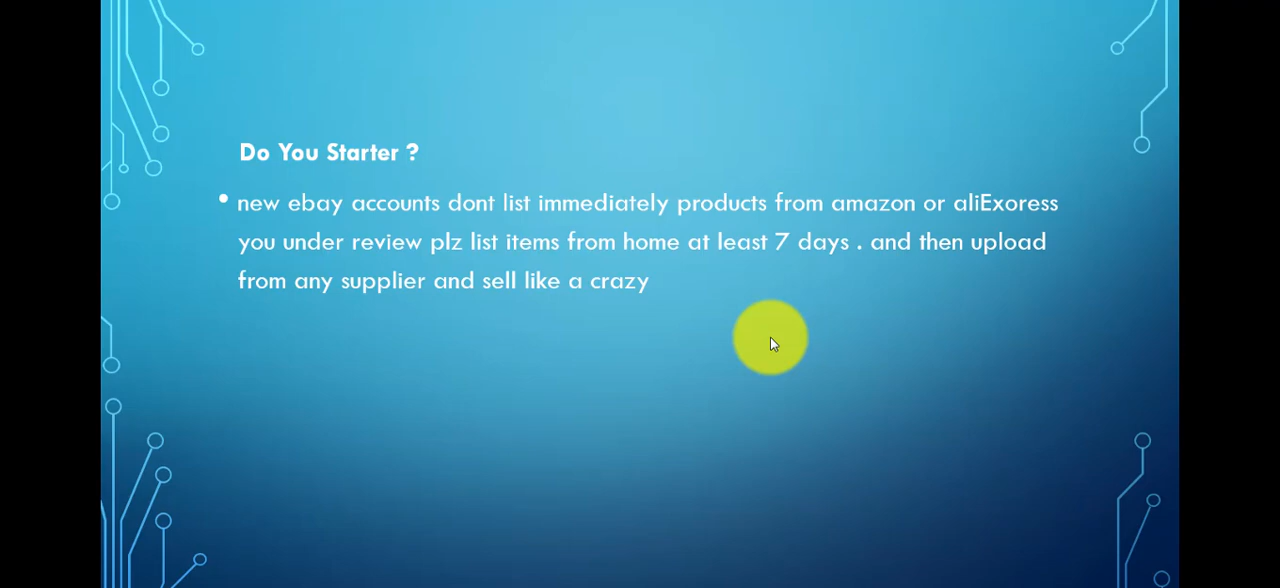 Do You Starter ?
• new ebay accounts dont list immediately products from amazon or aliExoress
you under review plz list items from home at least 7 days . and then upload
from any supplier and sell like a crazy